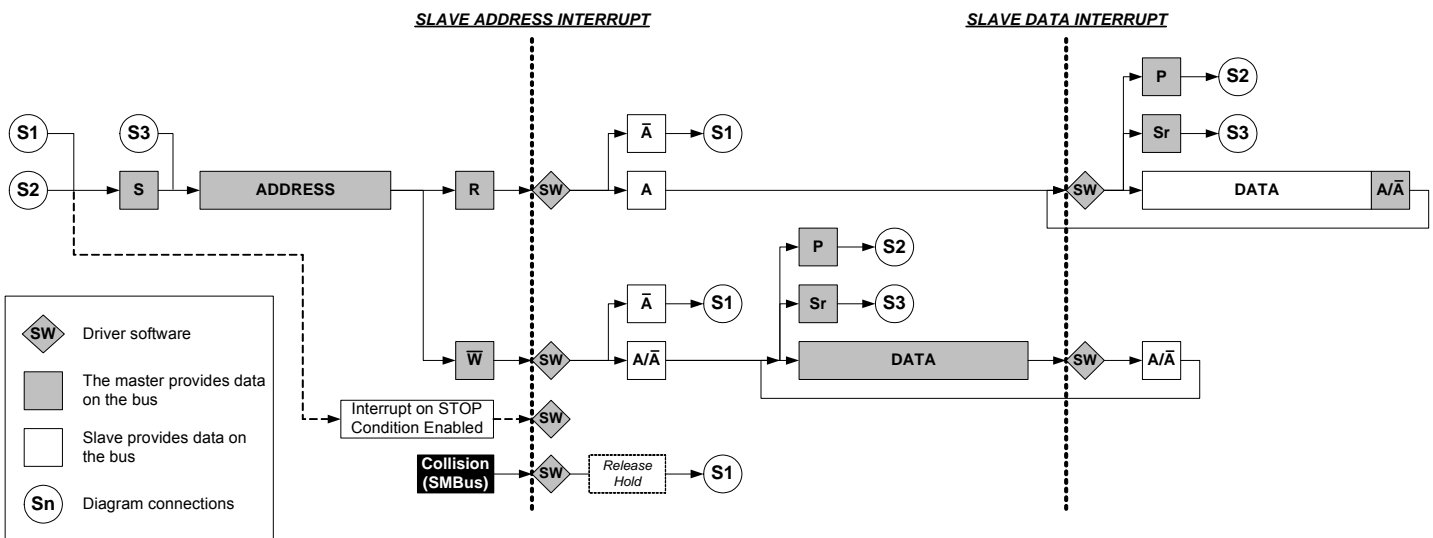 SLAVE ADDRESS INTERRUPT
SLAVE DATA INTERRUPT
P
S2
S1
S3
A̅
S1
Sr
S3
S2
S
ADDRESS
R
SW
A
SW
DATA
A/A̅
P
S2
A̅
S1
Sr
S3
W̅
SW
A/A̅
DATA
SW
A/A̅
Interrupt on STOP
Condition Enabled
SW
Collision
(SMBus)
SW
Release
Hold
S1
SW
Driver software
The master provides data
on the bus
Slave provides data on
the bus
Sn
Diagram connections